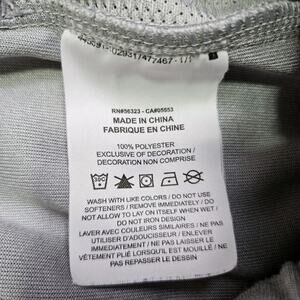 RN#56323 - CA#05553
MADE IN CHINA
FABRIQUE EN CHINE
100% POLYESTER
EXCLUSIVE OF DECORATION /
DECORATION NON COMPRISE
WASH WITH LIKE COLORS / DO NOT USE
SOFTENERS / REMOVE IMMEDIATELY / DO
NOT ALLOW TO LAY ON ITSELF WHEN WET /
DO NOT IRON DESIGN
LAVER AVEC COULEURS SIMILAIRES / NE PAS
UTILISER D'ADOUCISSEUR / ENLEVER
IMMÉDIATEMENT / NE PAS LAISSER LE
VÊTEMENT PLIÉ LORSQU'IL EST MOUILLÉ / NE
PAS REPASSER LE DESSIN